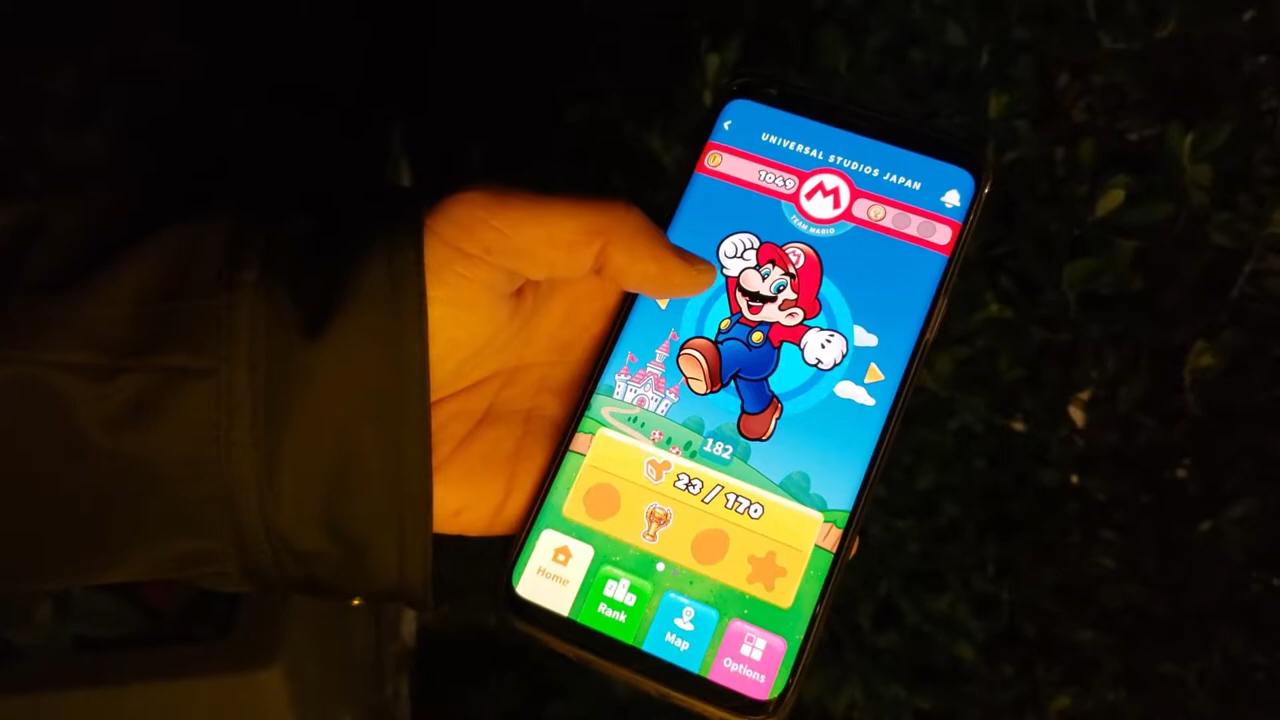 UNIVERSAL STUDIOS JAPAN
1049
M
TEAM MARIO
M
182
23 / 170
Home
Rank
Map
Options